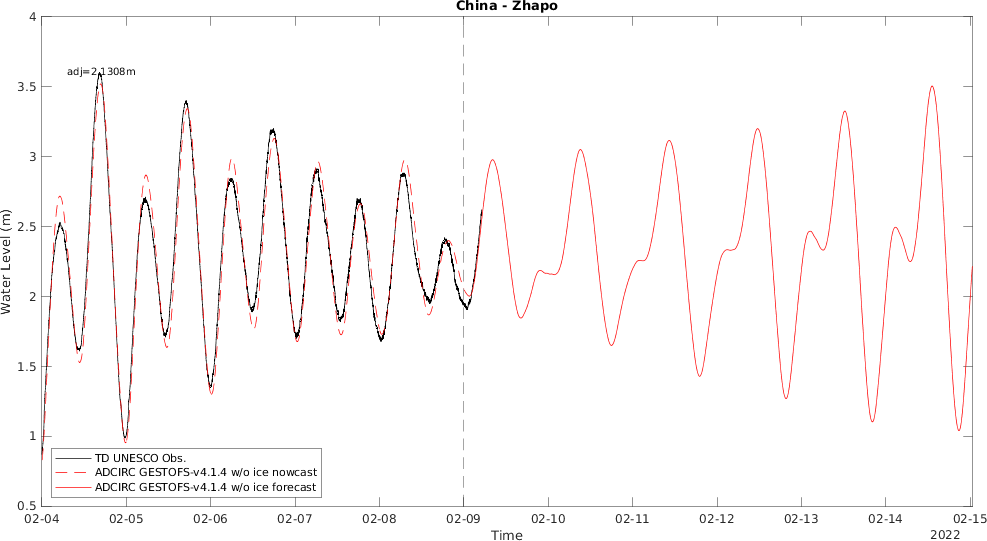 China - Zhapo
4
adj=2.1308m
3.5
3
2.5
2
1.5
1
0.5
Water Level (m)
TD UNESCO Obs.
ADCIRC GESTOFS-v4.1.4 w/o ice nowcast
ADCIRC GESTOFS-v4.1.4 w/o ice forecast
02-04 02-05 02-06 02-07 02-08 02-09 02-10 02-11 02-12 02-13 02-14 02-15
Time
2022